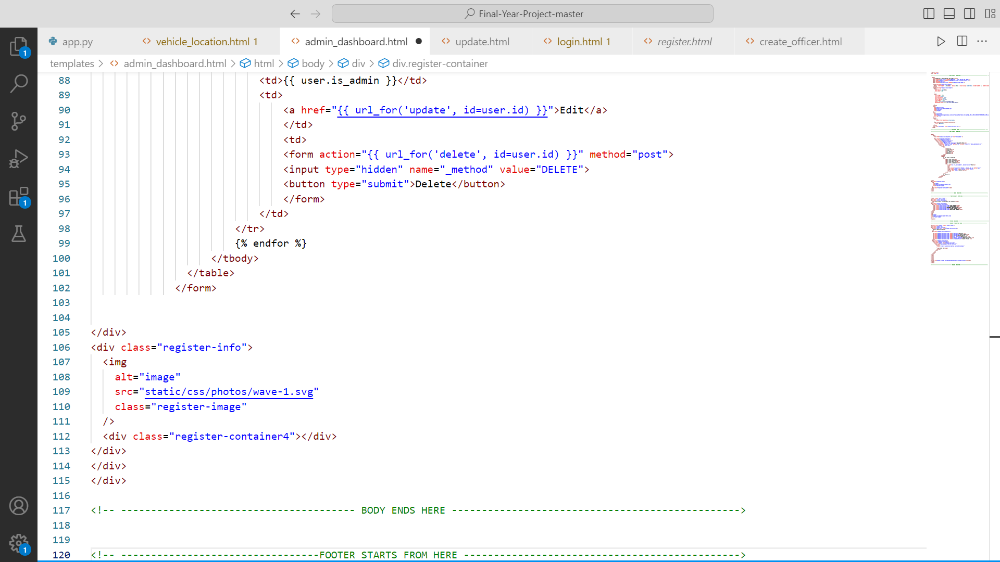 Final-Year-Project-master
app.py
vehicle_location.html 1
admin_dashboard.html
update.html
login.html 1
register.html
create_officer.html
templates > admin_dashboard.html > html > body > div > div.register-container
88 <td>{{ user.is_admin }}</td>
89 <td>
90 <a href="{{ url_for('update', id=user.id) }}">Edit</a>
91 </td>
92 <td>
93 <form action="{{ url_for('delete', id=user.id) }}" method="post">
94 <input type="hidden" name="_method" value="DELETE">
95 <button type="submit">Delete</button>
96 </form>
97 </td>
98 </tr>
99 {% endfor %}
100 </tbody>
101 </table>
102 </form>
103
104
105 </div>
106 <div class="register-info">
107 <img
108 alt="image"
109 src="static/css/photos/wave-1.svg"
110 class="register-image"
111 />
112 <div class="register-container4"></div>
113 </div>
114 </div>
115 </div>
116
117 <!-- --------------------------------------- BODY ENDS HERE ------------------------------------------------>
118
119
120 <!-- ---------------------------------FOOTER STARTS FROM HERE ---------------------------------------------->
1
1
1